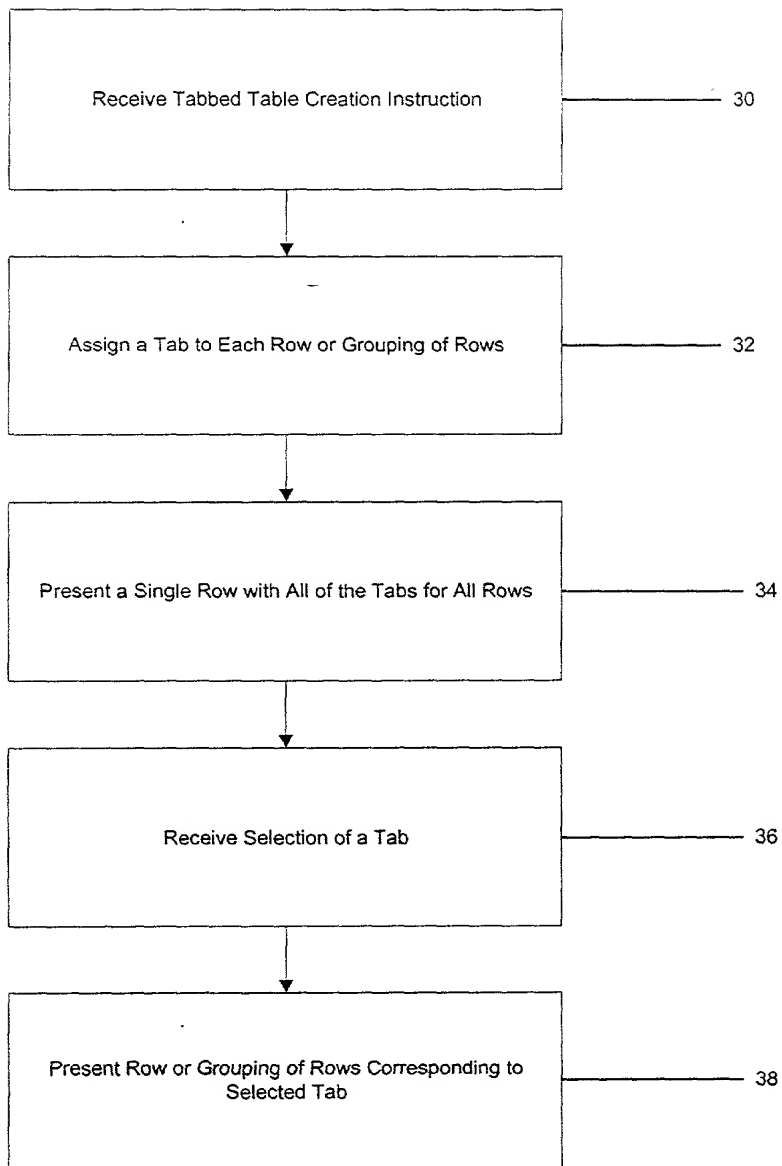 Receive Tabbed Table Creation Instruction
30
Assign a Tab to Each Row or Grouping of Rows
32
Present a Single Row with All of the Tabs for All Rows
34
Receive Selection of a Tab
36
Present Row or Grouping of Rows Corresponding to
Selected Tab
38